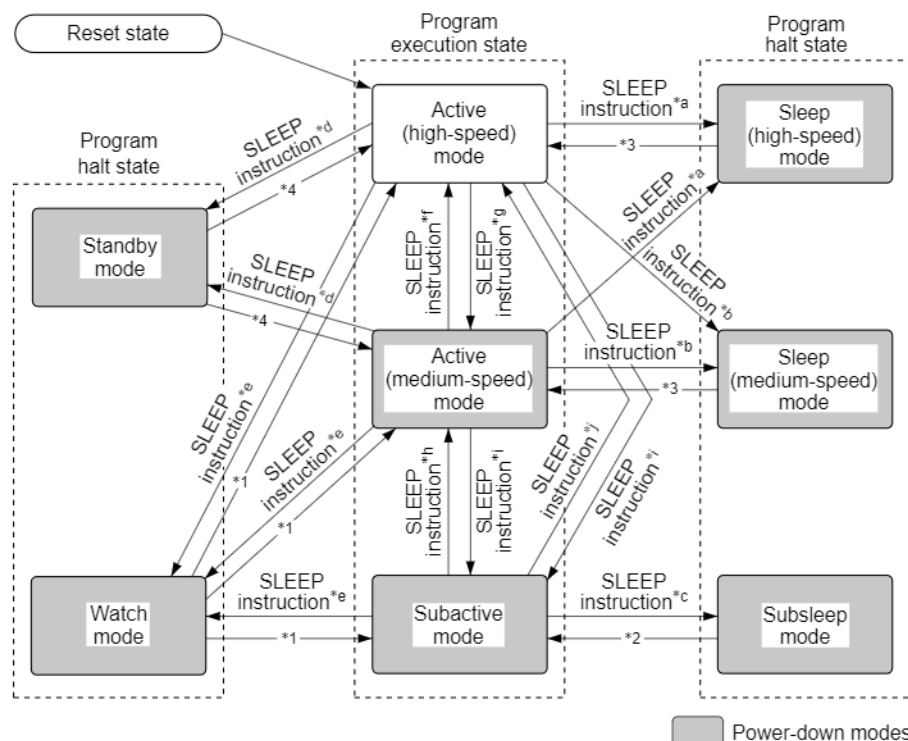 Reset state
Program
execution state
Program
halt state
Program
halt state
Active
(high-speed)
mode
SLEEP
instruction*a
*3
Sleep
(high-speed)
mode
SLEEP
instruction*d
*4
Standby
mode
SLEEP
instruction*d
*4
SLEEP
instruction*f
SLEEP
instruction*g
SLEEP
instruction*a
SLEEP
instruction*b
Active
(medium-speed)
mode
SLEEP
instruction*b
*3
Sleep
(medium-speed)
mode
SLEEP
instruction*e
*1
SLEEP
instruction*e
*1
SLEEP
instruction*h
SLEEP
instruction*i
SLEEP
instruction*j
SLEEP
instruction*i
Watch
mode
SLEEP
instruction*e
*1
Subactive
mode
SLEEP
instruction*c
*2
Subsleep
mode
Power-down modes